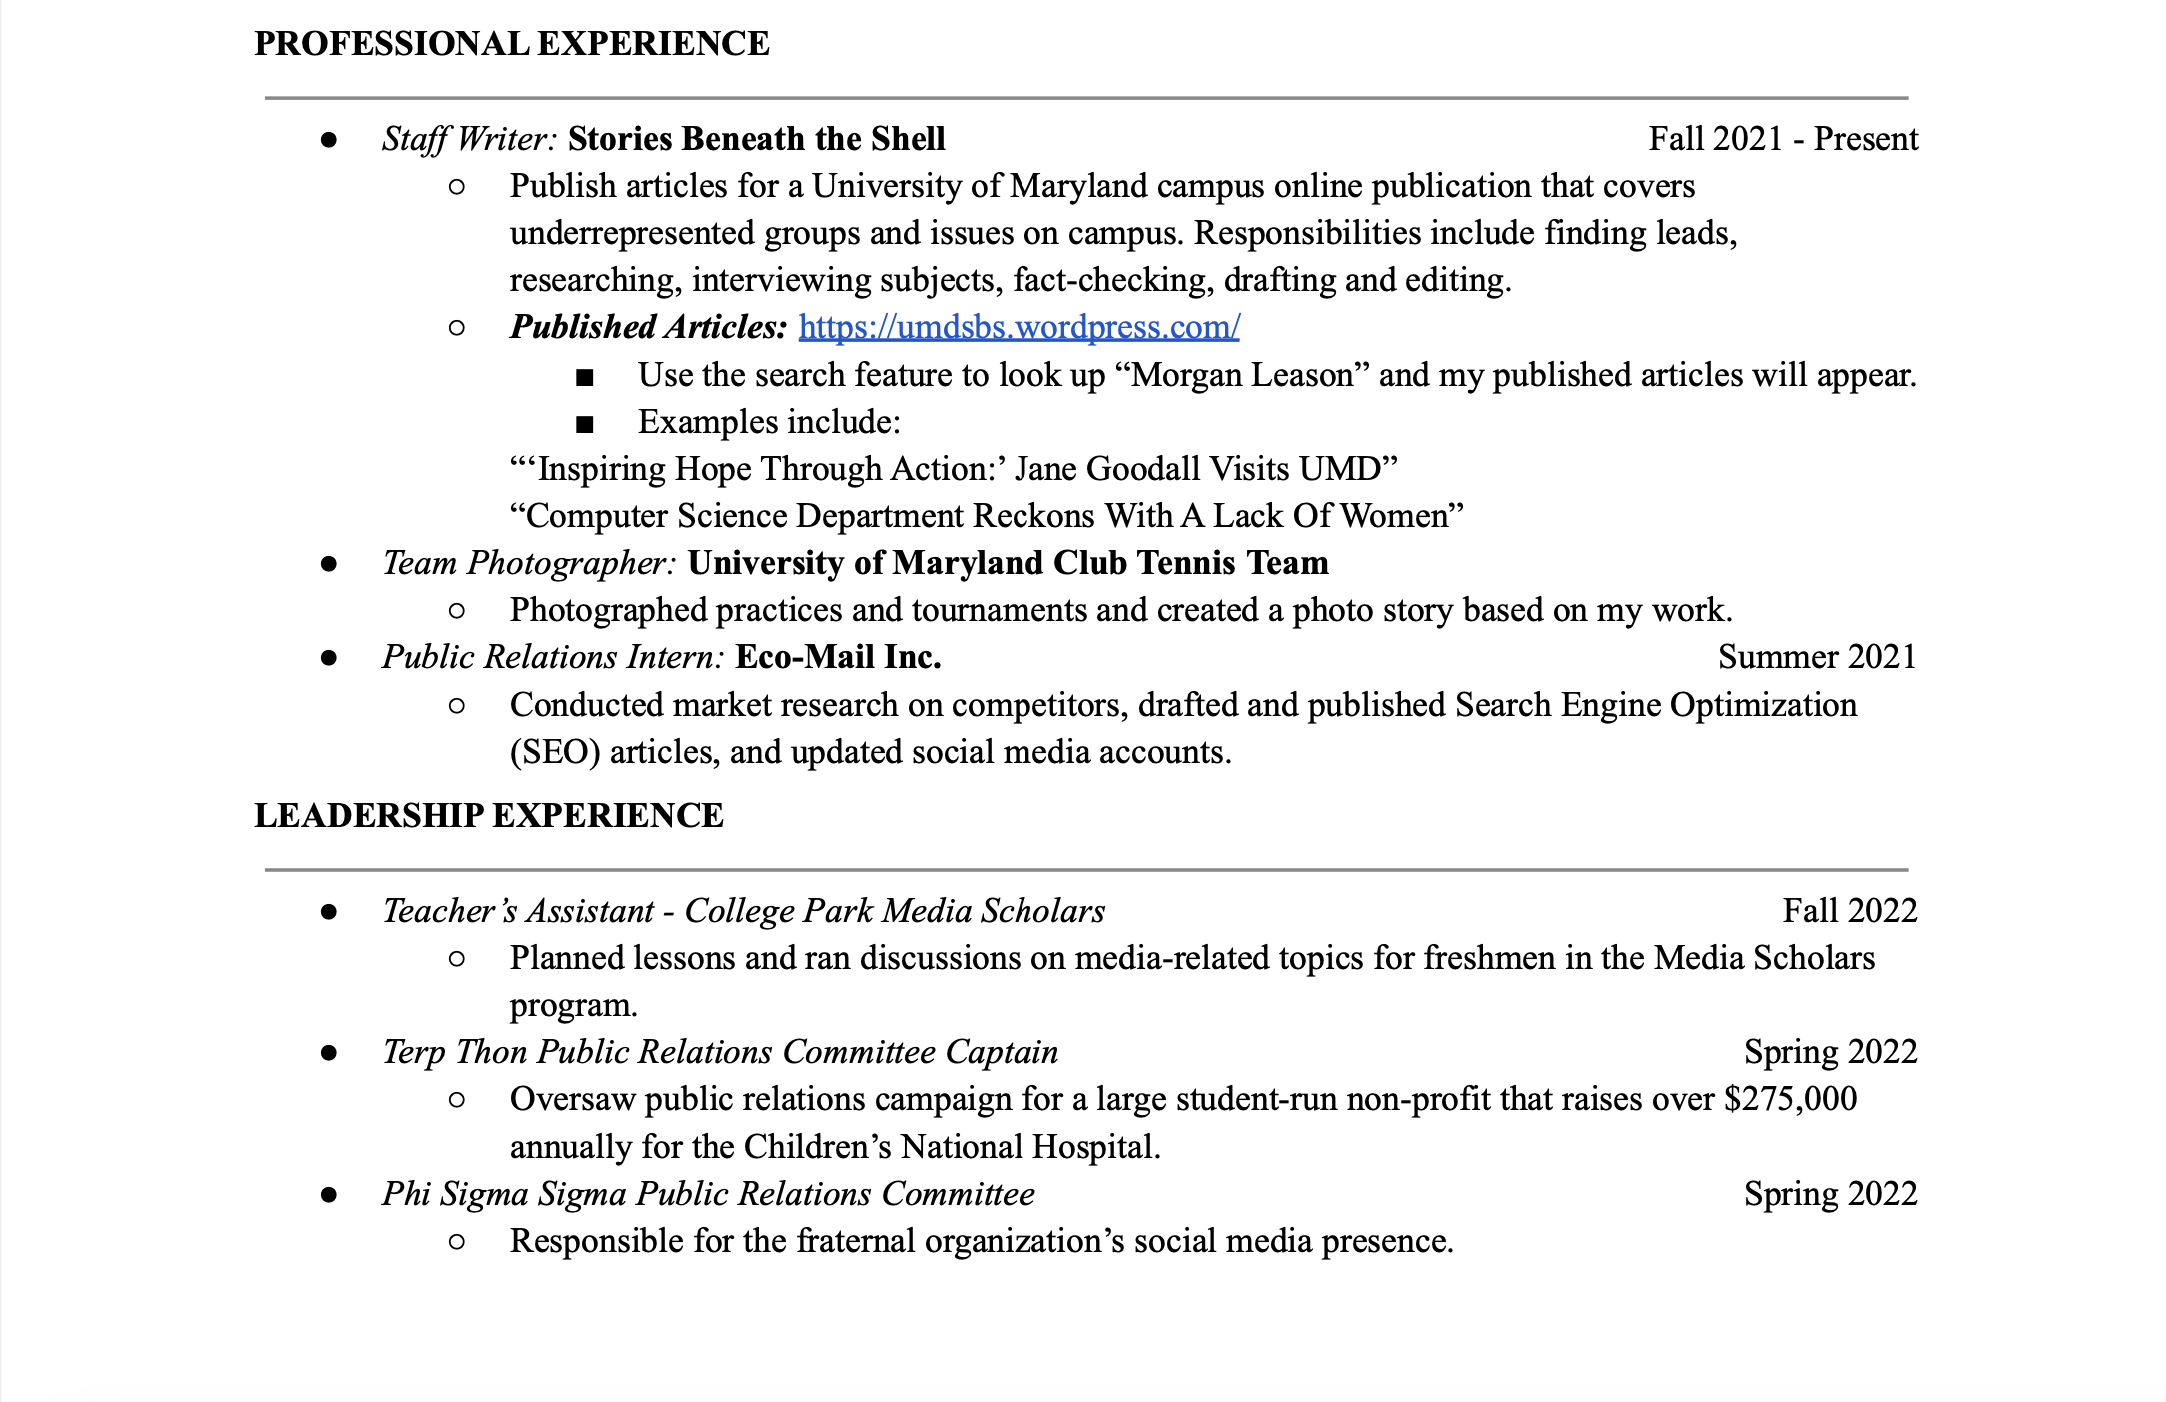 PROFESSIONAL EXPERIENCE
● Staff Writer: Stories Beneath the Shell Fall 2021 - Present
○ Publish articles for a University of Maryland campus online publication that covers
underrepresented groups and issues on campus. Responsibilities include finding leads,
researching, interviewing subjects, fact-checking, drafting and editing.
○ Published Articles: https://umdsbs.wordpress.com/
■ Use the search feature to look up “Morgan Leason” and my published articles will appear.
■ Examples include:
“‘Inspiring Hope Through Action:’ Jane Goodall Visits UMD”
“Computer Science Department Reckons With A Lack Of Women”
● Team Photographer: University of Maryland Club Tennis Team
○ Photographed practices and tournaments and created a photo story based on my work.
● Public Relations Intern: Eco-Mail Inc. Summer 2021
○ Conducted market research on competitors, drafted and published Search Engine Optimization
(SEO) articles, and updated social media accounts.
LEADERSHIP EXPERIENCE
● Teacher’s Assistant - College Park Media Scholars Fall 2022
○ Planned lessons and ran discussions on media-related topics for freshmen in the Media Scholars
program.
● Terp Thon Public Relations Committee Captain Spring 2022
○ Oversaw public relations campaign for a large student-run non-profit that raises over $275,000
annually for the Children’s National Hospital.
● Phi Sigma Sigma Public Relations Committee Spring 2022
○ Responsible for the fraternal organization’s social media presence.